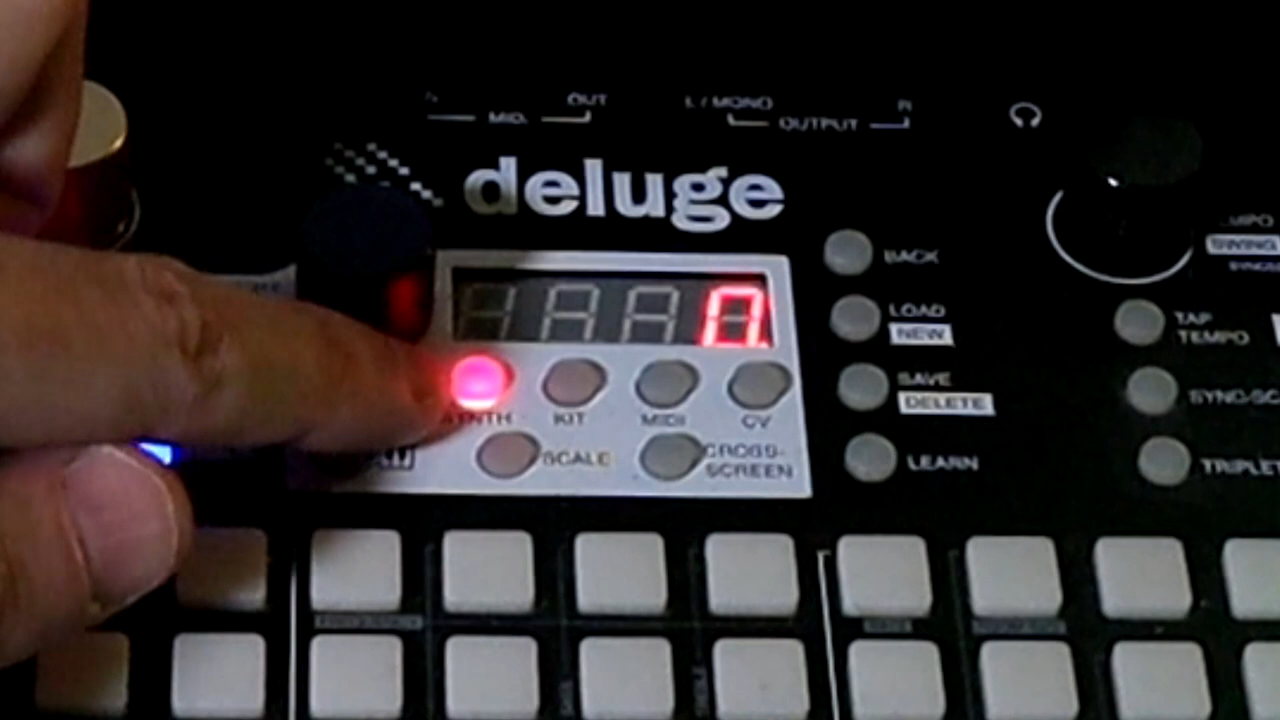 OUT
MIDI
L / MONO
R
OUTPUT
deluge
0.
BACK
LOAD
NEW
SAVE
DELETE
LEARN
SYNTH
KIT
MIDI
CV
SCALE
CROSS-
SCREEN
SWING
TAP
TEMPO
TRIPLET